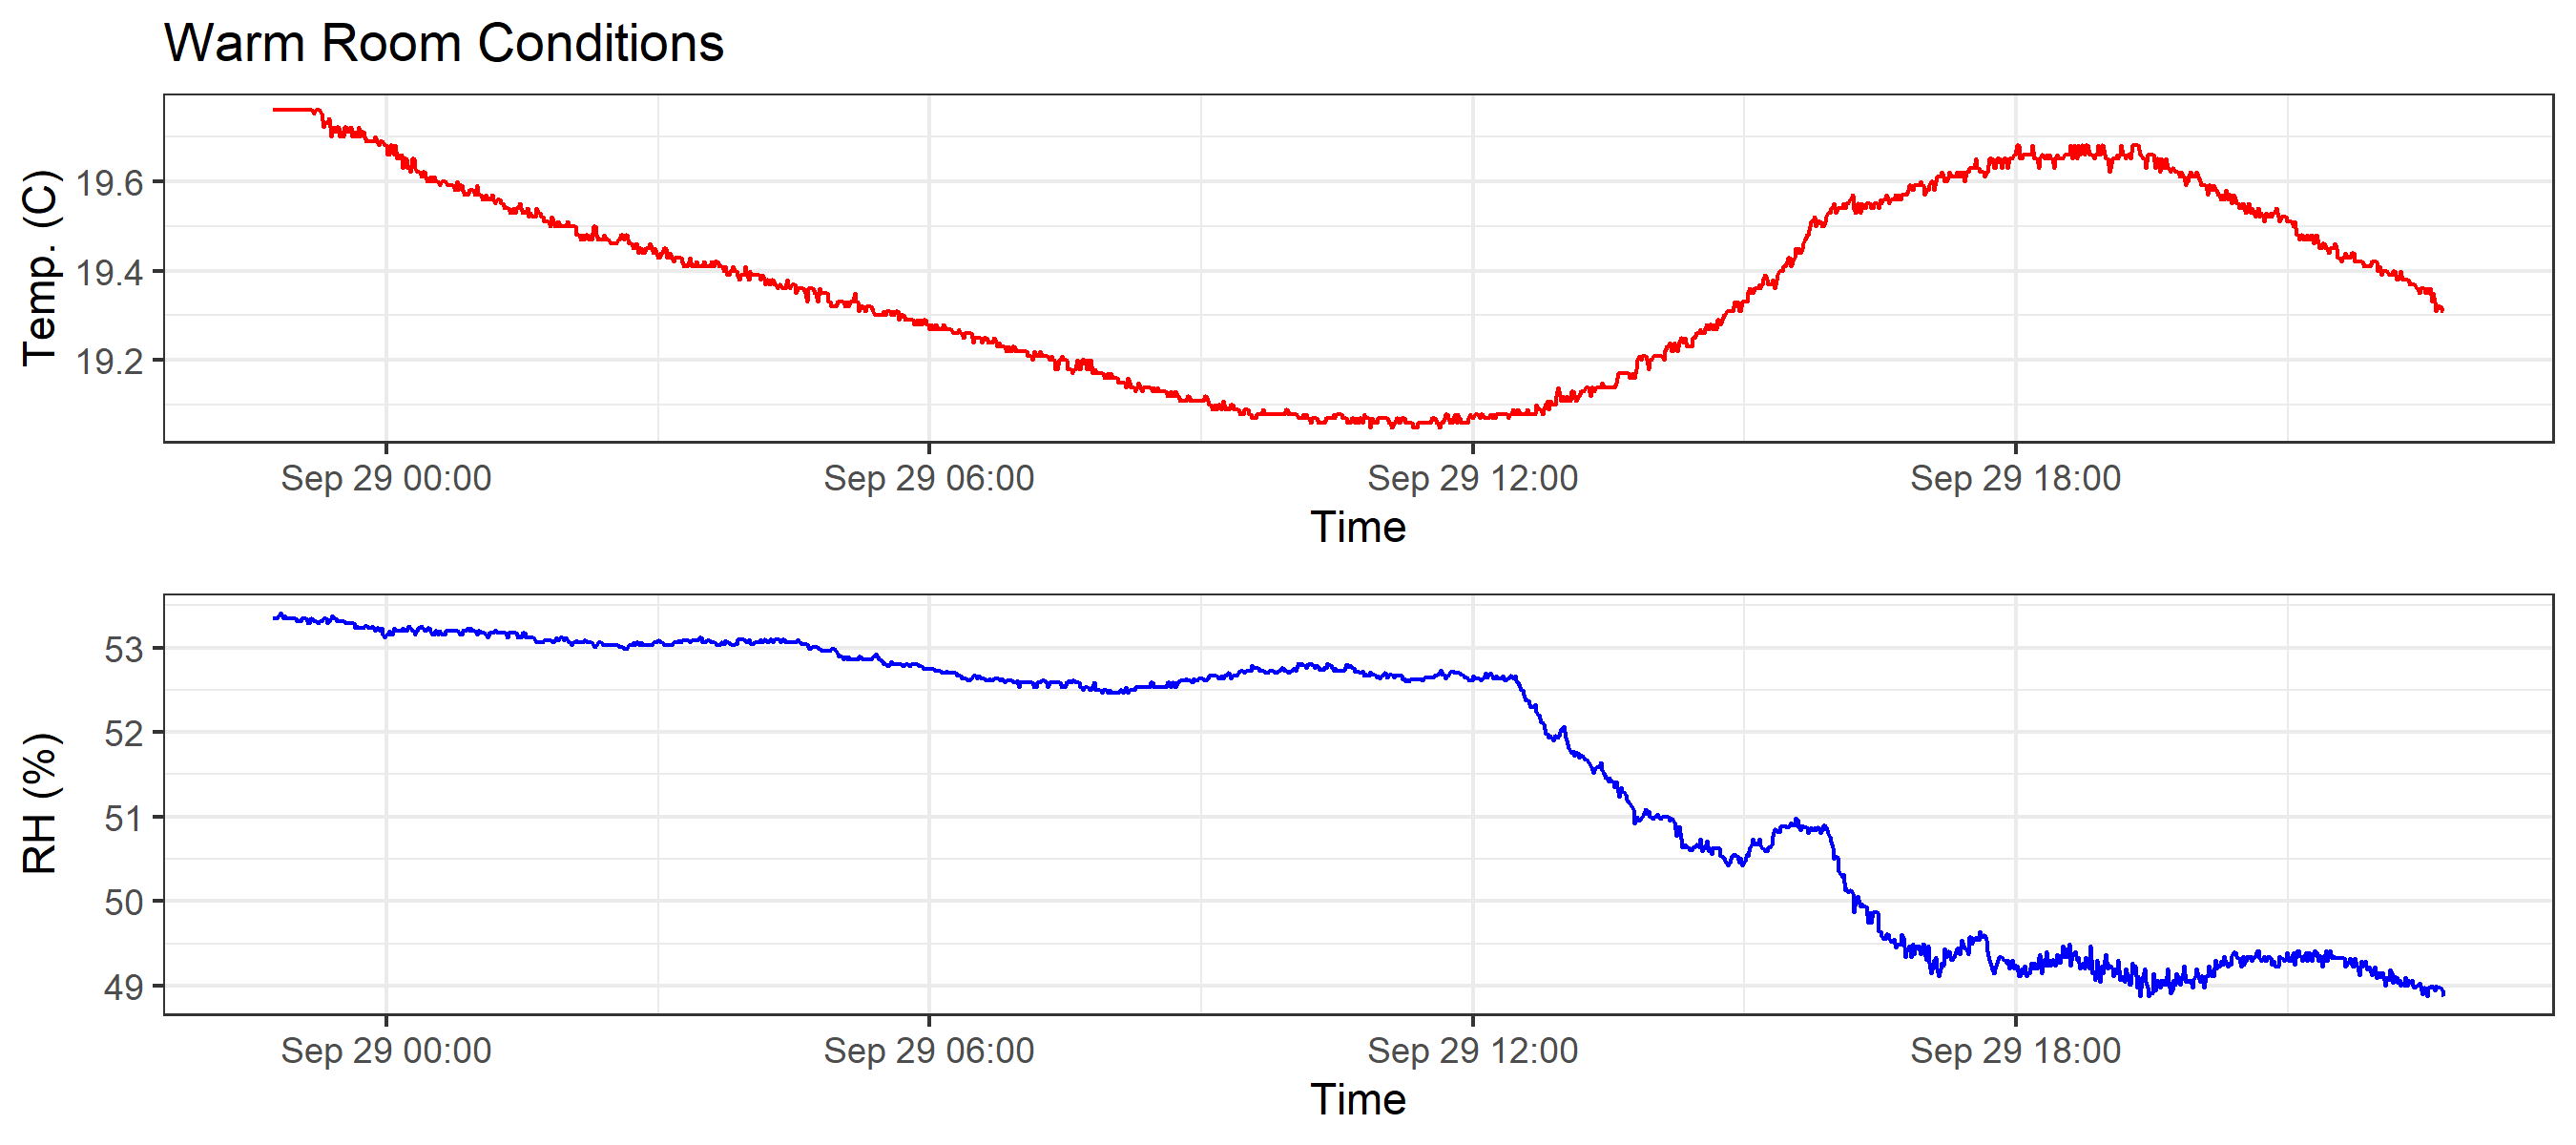 Warm Room Conditions
Temp. (C)
19.6
19.4
19.2
Sep 29 00:00 Sep 29 06:00 Sep 29 12:00 Sep 29 18:00
Time
RH (%)
53
52
51
50
49
Sep 29 00:00 Sep 29 06:00 Sep 29 12:00 Sep 29 18:00
Time